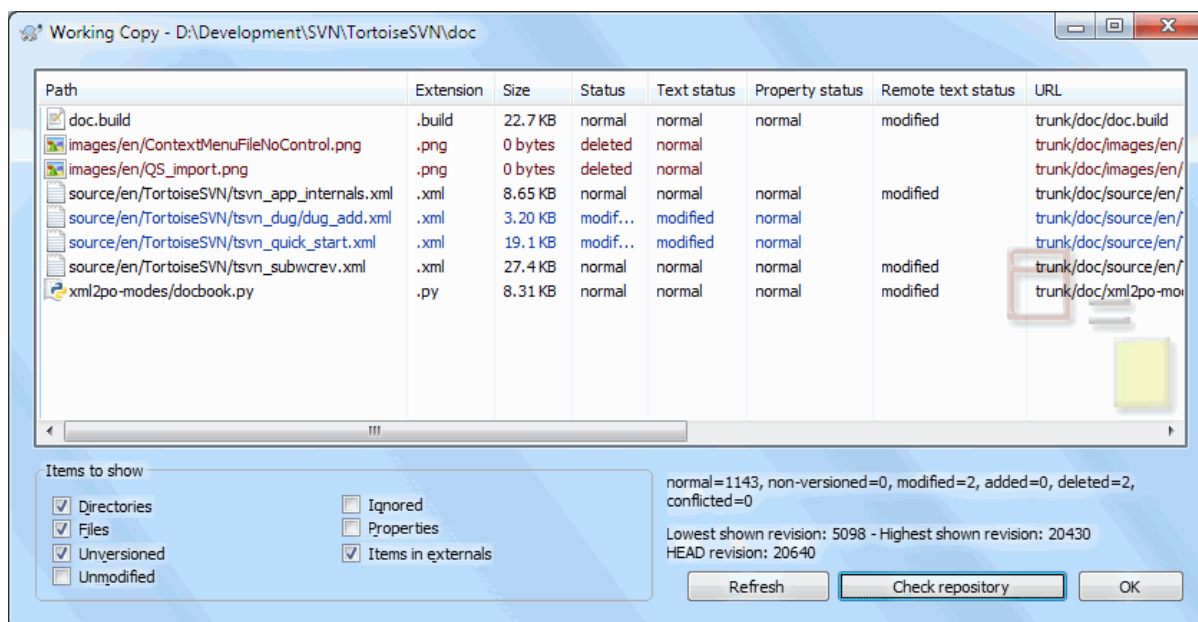 Working Copy - D:\Development\SVN\TortoiseSVN\doc
Path Extension Size Status Text status Property status Remote text status URL
doc.build .build 22.7 KB normal normal normal modified trunk/doc/doc.build
images/en/ContextMenuFileNoControl.png .png 0 bytes deleted normal trunk/doc/images/en/
images/en/QS_import.png .png 0 bytes deleted normal trunk/doc/images/en/
source/en/TortoiseSVN/tsvn_app_internals.xml .xml 8.65 KB normal normal normal modified trunk/doc/source/en/
source/en/TortoiseSVN/tsvn_dug/dug_add.xml .xml 3.20 KB modif... modified normal trunk/doc/source/en/
source/en/TortoiseSVN/tsvn_quick_start.xml .xml 19.1 KB modif... modified normal trunk/doc/source/en/
source/en/TortoiseSVN/tsvn_subwcrev.xml .xml 27.4 KB normal normal normal modified trunk/doc/source/en/
xml2po-modes/docbook.py .py 8.31 KB normal normal normal modified trunk/doc/xml2po-mo
Items to show
Directories Ignored
Files Properties
Unversioned Items in externals
Unmodified
normal=1143, non-versioned=0, modified=2, added=0, deleted=2,
conflicted=0
Lowest shown revision: 5098 - Highest shown revision: 20430
HEAD revision: 20640
Refresh Check repository OK